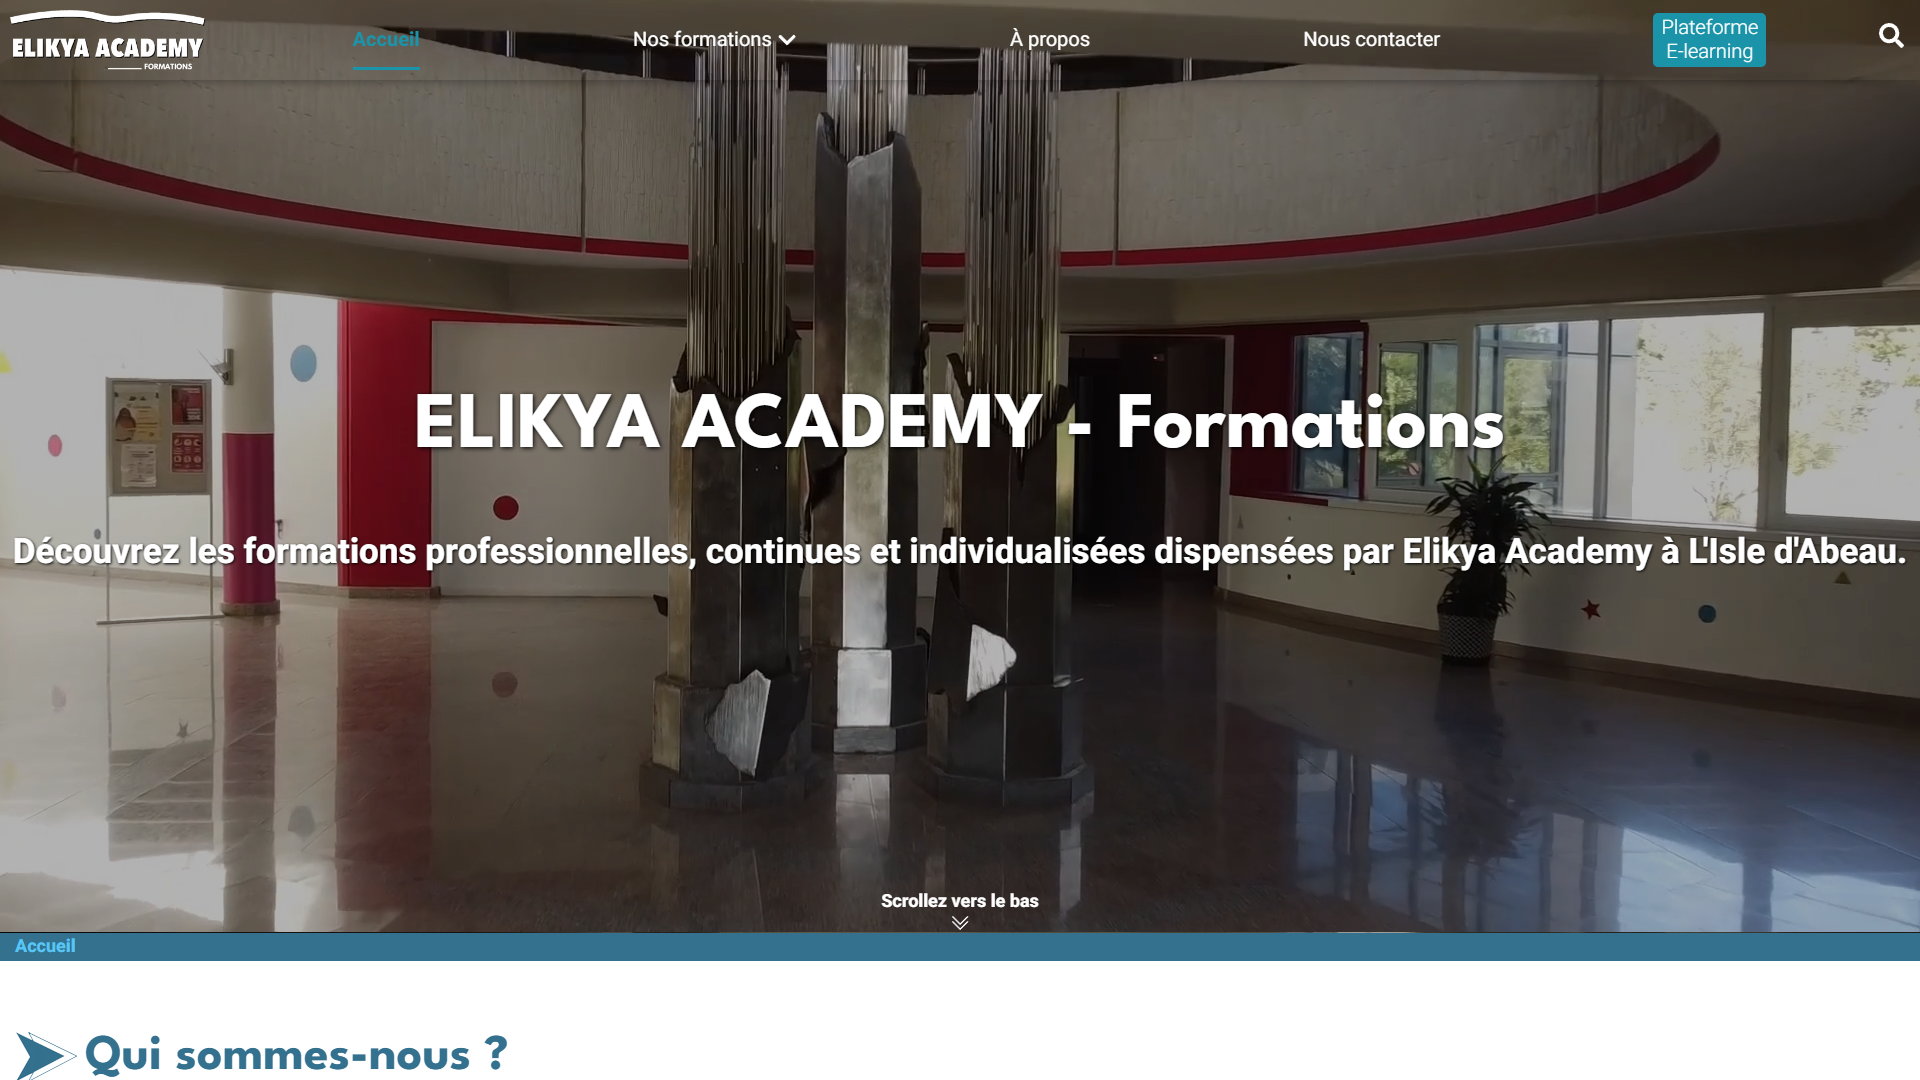 ELIKYA ACADEMY
FORMATIONS
Accueil
Nos formations
À propos
Nous contacter
Plateforme
E-learning
ELIKYA ACADEMY - Formations
Découvrez les formations professionnelles, continues et individualisées dispensées par Elikya Academy à L'Isle d'Abeau.
Scrollez vers le bas
Accueil
Qui sommes-nous ?